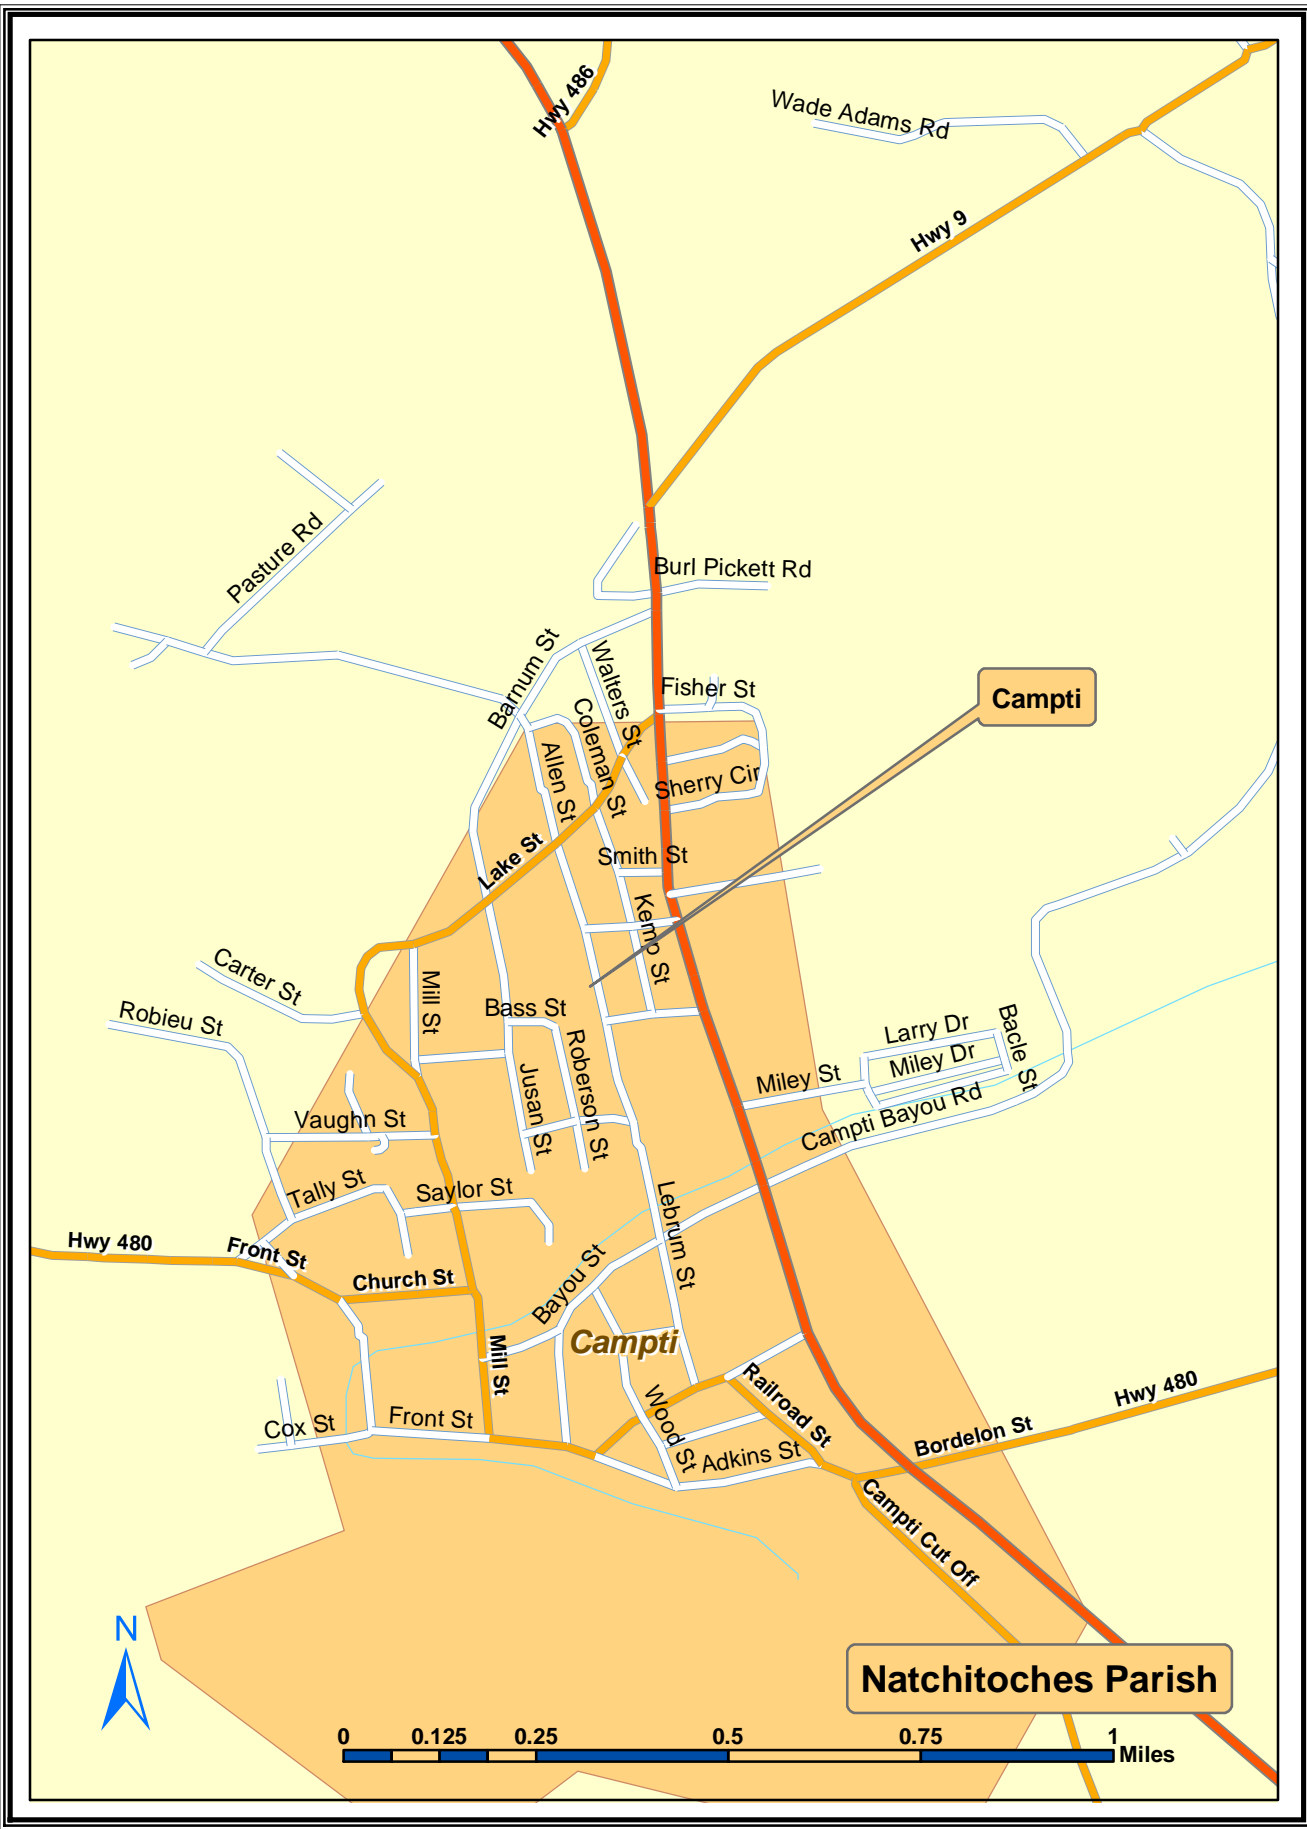 Hwy 486
Wade Adams Rd
Hwy 9
Pasture Rd
Burl Pickett Rd
Barnum St
Walters St
Fisher St
Campti
Coleman St
Allen St
Sherry Cir
Lake St
Smith St
Kemp St
Carter St
Mill St
Robieu St
Bass St
Larry Dr
Bacle St
Roberson St
Miley Dr
Jusan St
Miley St
Vaughn St
Campti Bayou Rd
Tally St
Saylor St
Lebrum St
Hwy 480
Front St
Church St
Bayou St
Campti
Mill St
Railroad St
Hwy 480
Wood St
Cox St
Front St
Bordelon St
Adkins St
Campti Cut Off
N
Natchitoches Parish
0 0.125 0.25 0.5 0.75 1
Miles